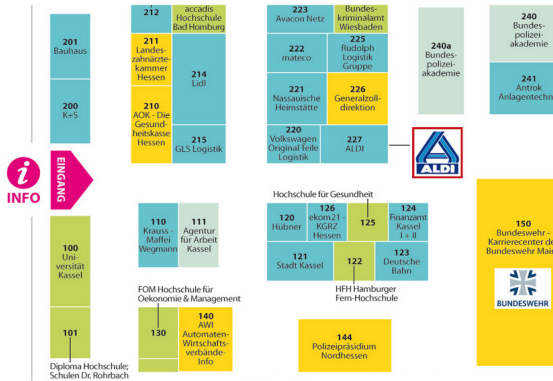 201
Bauhaus
200
K+S
212
accadis
Hochschule
Bad Homburg
211
Landes-
zahnärzte-
kammer
Hessen
214
Lidl
210
AOK - Die
Gesund-
heitskasse
Hessen
215
GLS Logistik
223
Avacon Netz
Bundes-
kriminalamt
Wiesbaden
222
mateco
225
Rudolph
Logistik
Gruppe
221
Nassauische
Heimstätte
226
Generalzoll-
direktion
220
Volkswagen
Original Teile
Logistik
227
ALDI
ALDI
240a
Bundes-
polizei-
akademie
240
Bundes-
polizei-
akademie
241
Antrok
Anlagentechn
i
INFO
EINGANG
100
Uni-
versität
Kassel
101
Diploma Hochschule;
Schulen Dr. Rohrbach
110
Krauss -
Maffei
Wegmann
111
Agentur
für Arbeit
Kassel
FOM Hochschule für
Oekonomie & Management
130
140
AWI
Automaten-
Wirtschafts-
verbände-
Info
Hochschule für Gesundheit
120
Hübner
126
ekom21 -
KGRZ
Hessen
125
124
Finanzamt
Kassel
I + II
121
Stadt Kassel
122
123
Deutsche
Bahn
HFH Hamburger
Fern-Hochschule
144
Polizeipräsidium
Nordhessen
150
Bundeswehr -
Karrierecenter de
Bundeswehr Main
BUNDESWEHR